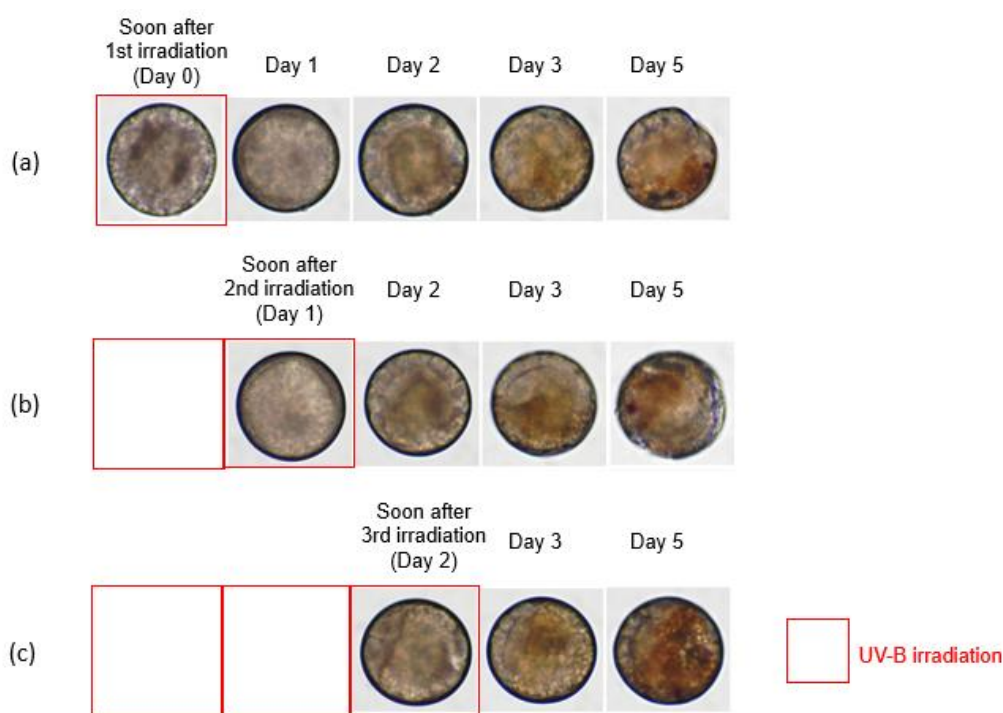 Soon after
1st irradiation
(Day 0)
Day 1
Day 2
Day 3
Day 5
(a)
Soon after
2nd irradiation
(Day 1)
Day 2
Day 3
Day 5
(b)
Soon after
3rd irradiation
(Day 2)
Day 3
Day 5
(c)
UV-B irradiation